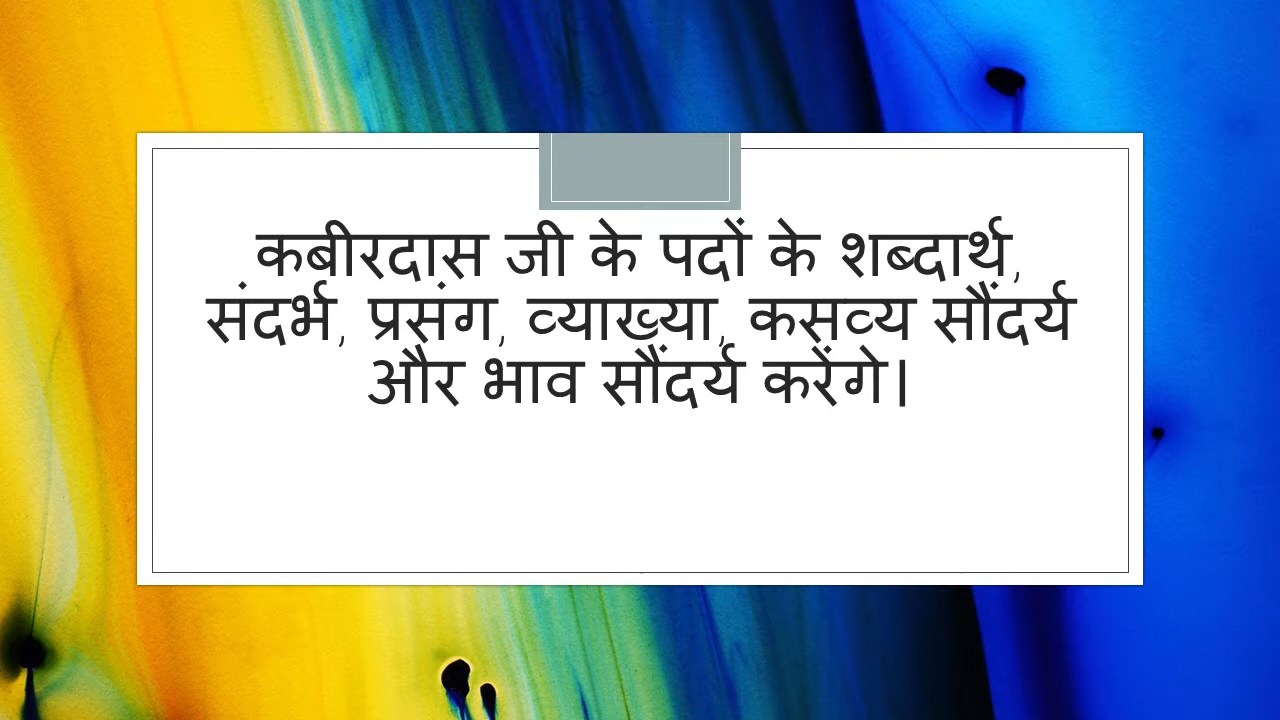 कबीरदास जी के पदों के शब्दार्थ,
संदर्भ, प्रसंग, व्याख्या, कसव्य सौंदर्य
और भाव सौंदर्य करेंगे।